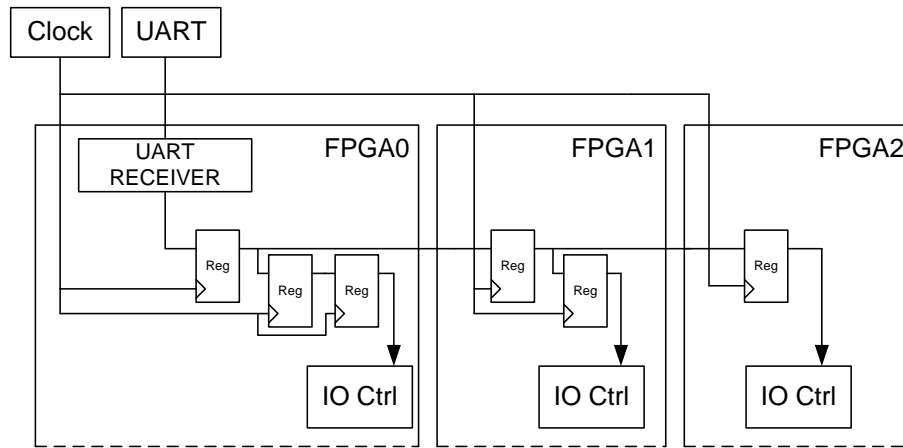 Clock
UART
FPGA0
FPGA1
FPGA2
UART
RECEIVER
Reg
Reg
Reg
Reg
Reg
Reg
IO Ctrl
IO Ctrl
IO Ctrl